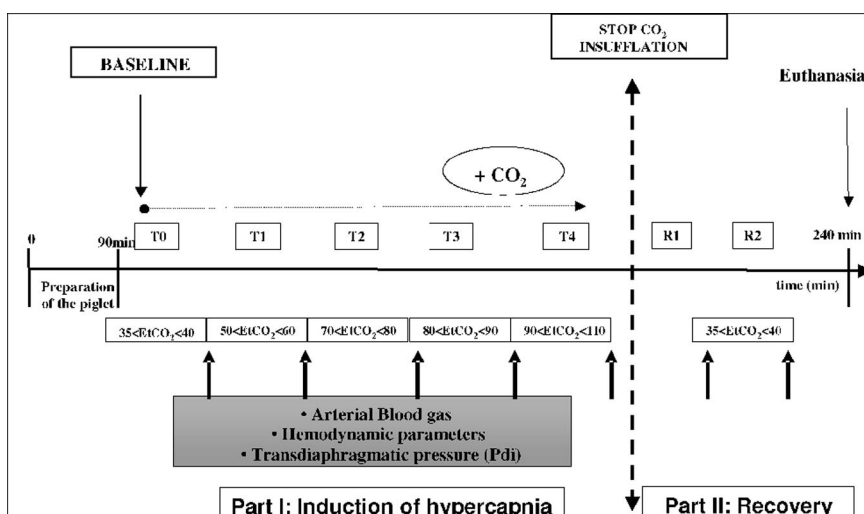 STOP CO₂
INSUFFLATION
BASELINE
Euthanasia
+ CO₂
0
90min
T0
T1
T2
T3
T4
R1
R2
240 min
Preparation
of the piglet
time (min)
35<EtCO₂<40
50<EtCO₂<60
70<EtCO₂<80
80<EtCO₂<90
90<EtCO₂<110
35<EtCO₂<40
• Arterial Blood gas
• Hemodynamic parameters
• Transdiaphragmatic pressure (Pdi)
Part I: Induction of hypercapnia
Part II: Recovery